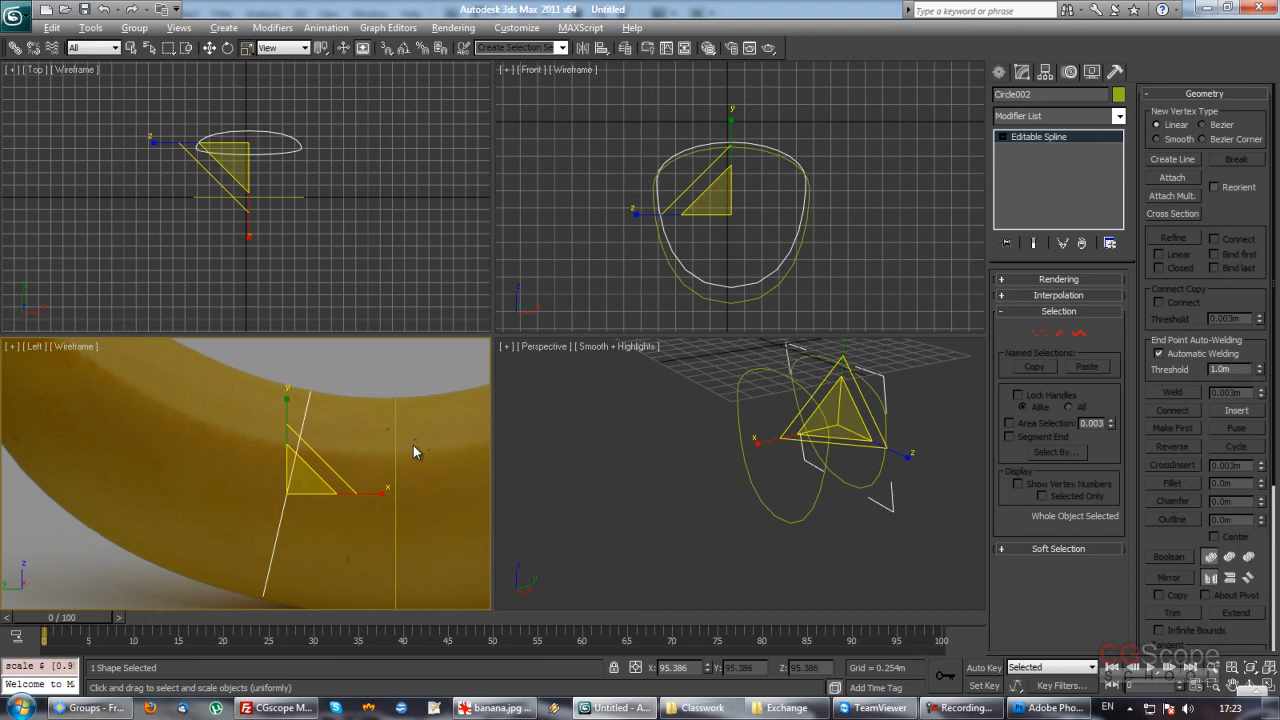 Autodesk 3ds Max 2011 x64 Untitled
Type a keyword or phrase
Edit Tools Group Views Create Modifiers Animation Graph Editors Rendering Customize MAXScript Help
All View Create Selection Se
[ + ] [ Top ] [ Wireframe ]
[ + ] [ Front ] [ Wireframe ]
[ + ] [ Left ] [ Wireframe ]
[ + ] [ Perspective ] [ Smooth + Highlights ]
Circle002
Modifier List
Editable Spline
Rendering
Interpolation
Selection
Named Selections:
Copy Paste
Lock Handles
Alike All
Area Selection: 0.003
Segment End
Select By...
Display
Show Vertex Numbers
Selected Only
Whole Object Selected
Soft Selection
Geometry
New Vertex Type
Linear Bezier
Smooth Bezier Corner
Create Line Break
Attach
Reorient
Attach Mult.
Cross Section
Refine Connect
Linear Bind first
Closed Bind last
Connect Copy
Connect
Threshold 0.003m
End Point Auto-Welding
Automatic Welding
Threshold 1.0m
Weld 0.003m
Connect Insert
Make First Fuse
Reverse Cycle
CrossInsert 0.003m
Fillet 0.0m
Chamfer 0.0m
Outline 0.0m
Center
Boolean
Mirror
Copy About Pivot
Trim Extend
Infinite Bounds
Tangent
0 / 100
0 5 10 15 20 25 30 35 40 45 50 55 60 65 70 75 80 85 90 95 100
scale $ [0.9
Welcome to M
1 Shape Selected
X: 95.386 Y: 95.386 Z: 95.386 Grid = 0.254m
Click and drag to select and scale objects (uniformly)
Add Time Tag
Auto Key Selected
Set Key Key Filters...
0
CGScope
school
Groups - Fr...
CGscope M...
banana.jpg ...
Untitled - A...
Classwork
Exchange
TeamViewer
Recording...
Adobe Phot...
EN
17:23